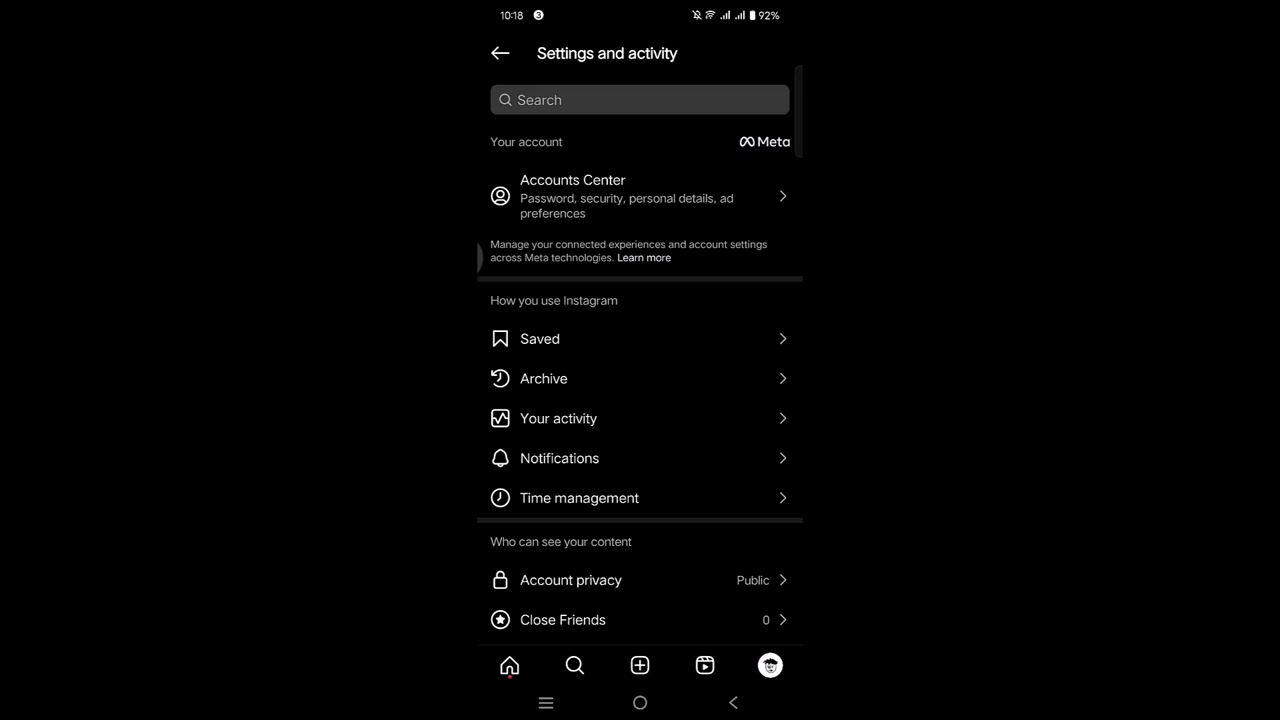 10:18 3 92%
Settings and activity
Search
Your account Meta
Accounts Center
Password, security, personal details, ad
preferences
Manage your connected experiences and account settings
across Meta technologies. Learn more
How you use Instagram
Saved
Archive
Your activity
Notifications
Time management
Who can see your content
Account privacy Public
Close Friends 0